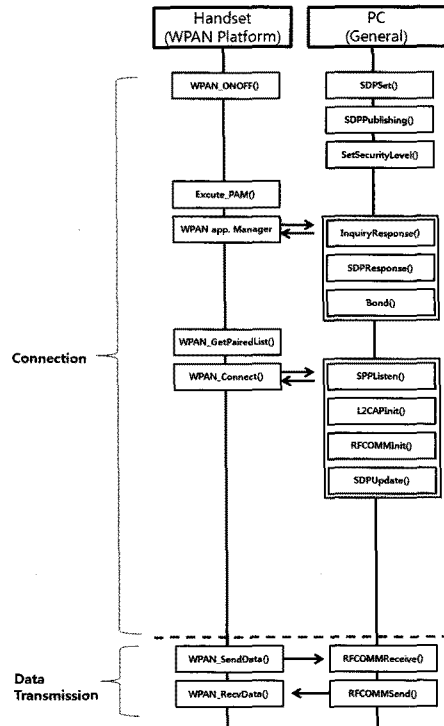 Handset
(WPAN Platform)
PC
(General)
WPAN_ONOFF()
SDPSet()
SDPPublishing()
SetSecurityLevel()
Excute_PAM()
WPAN app. Manager
InquiryResponse()
SDPResponse()
Bond()
WPAN_GetPairedList()
Connection
WPAN_Connect()
SPPListen()
L2CAPInit()
RFCOMMInit()
SDPUpdate()
WPAN_SendData()
RFCOMMReceive()
Data
Transmission
WPAN_RecvData()
RFCOMMSend()